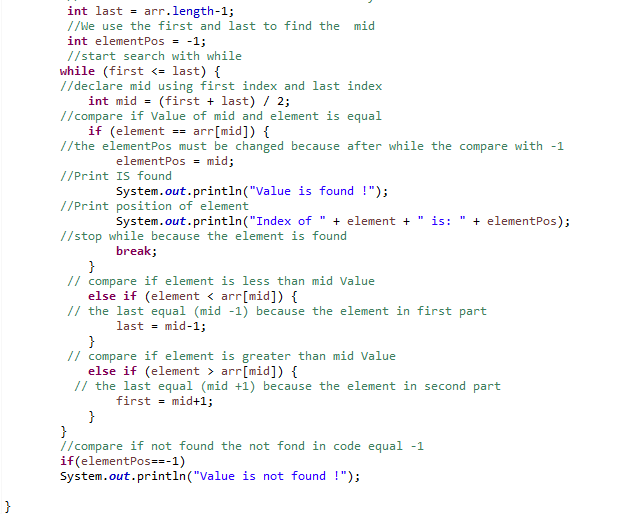 int last = arr.length-1;
//We use the first and last to find the  mid
int elementPos = -1;
//start search with while
while (first <= last) {
//declare mid using first index and last index
int mid = (first + last) / 2;
//compare if Value of mid and element is equal
if (element == arr[mid]) {
//the elementPos must be changed because after while the compare with -1
elementPos = mid;
//Print IS found
System.out.println("Value is found !");
//Print position of element
System.out.println("Index of " + element + " is: " + elementPos);
//stop while because the element is found
break;
}
// compare if element is less than mid Value
else if (element < arr[mid]) {
// the last equal (mid -1) because the element in first part
last = mid-1;
}
// compare if element is greater than mid Value
else if (element > arr[mid]) {
// the last equal (mid +1) because the element in second part
first = mid+1;
}
}
//compare if not found the not fond in code equal -1
if(elementPos==-1)
System.out.println("Value is not found !");
}